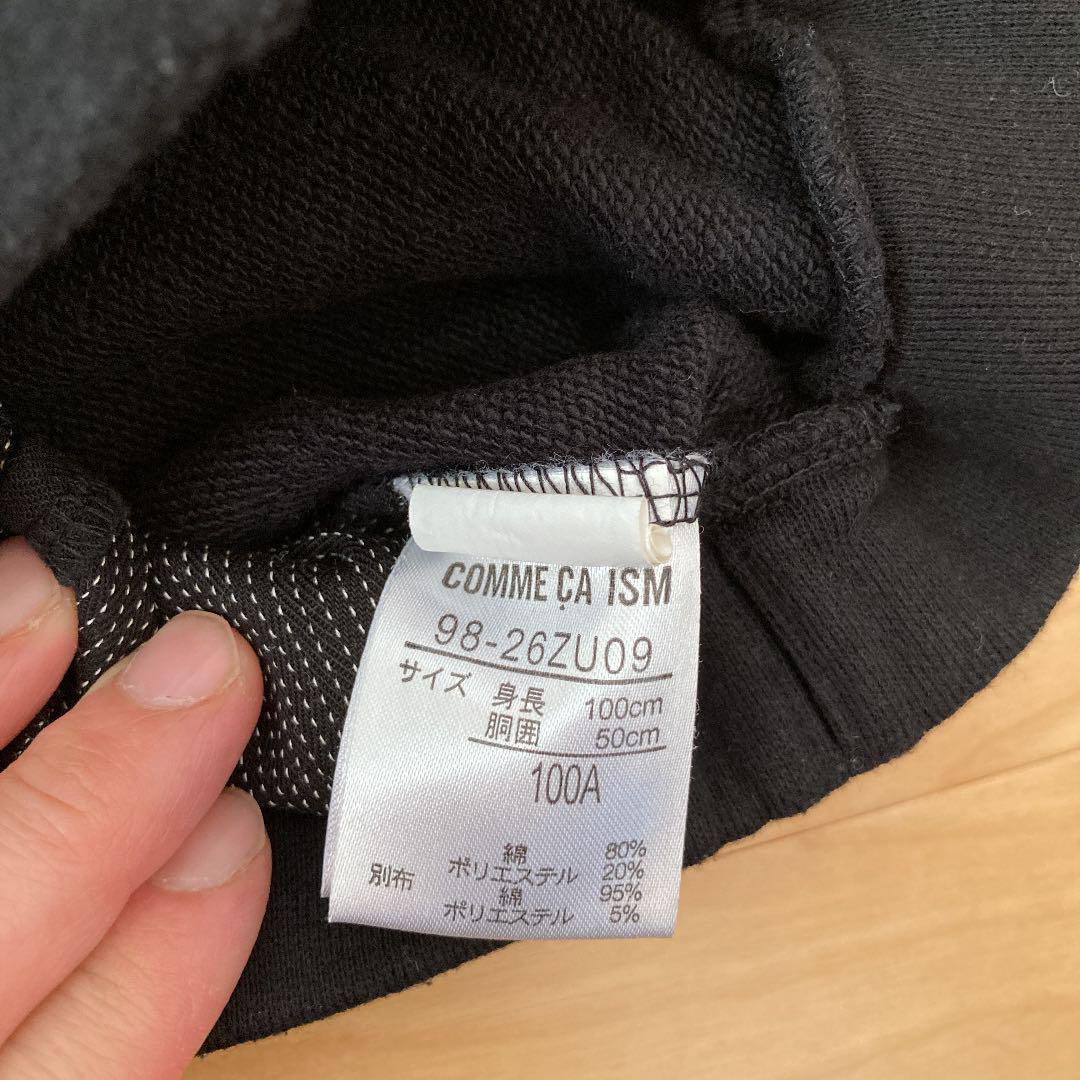 COMME ÇA ISM
98-26ZU09
サイズ 身長 100cm
胴囲 50cm
100A
綿 80%
ポリエステル 20%
別布 綿 95%
ポリエステル 5%